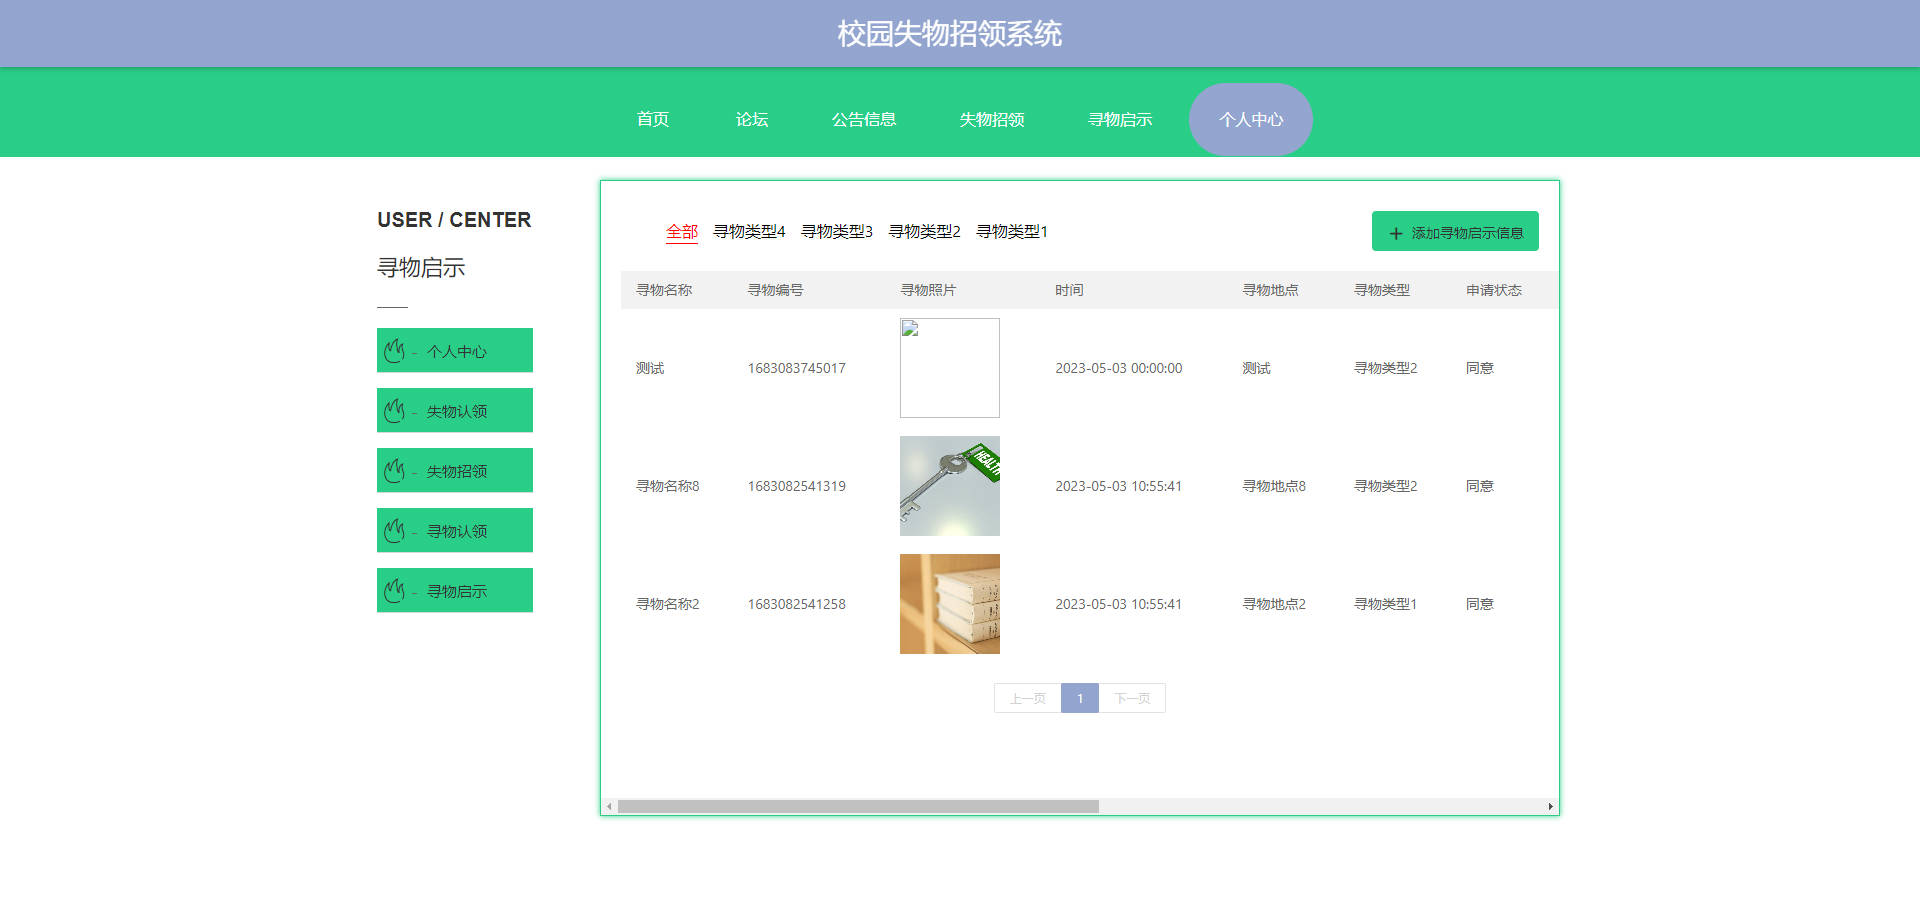 校园失物招领系统
首页 论坛 公告信息 失物招领 寻物启示 个人中心
USER / CENTER
寻物启示
- 个人中心
- 失物认领
- 失物招领
- 寻物认领
- 寻物启示
全部 寻物类型4 寻物类型3 寻物类型2 寻物类型1
+ 添加寻物启示信息
寻物名称 寻物编号 寻物照片 时间 寻物地点 寻物类型 申请状态
测试 1683083745017 2023-05-03 00:00:00 测试 寻物类型2 同意
HEALTH
寻物名称8 1683082541319 2023-05-03 10:55:41 寻物地点8 寻物类型2 同意
寻物名称2 1683082541258 2023-05-03 10:55:41 寻物地点2 寻物类型1 同意
上一页 1 下一页